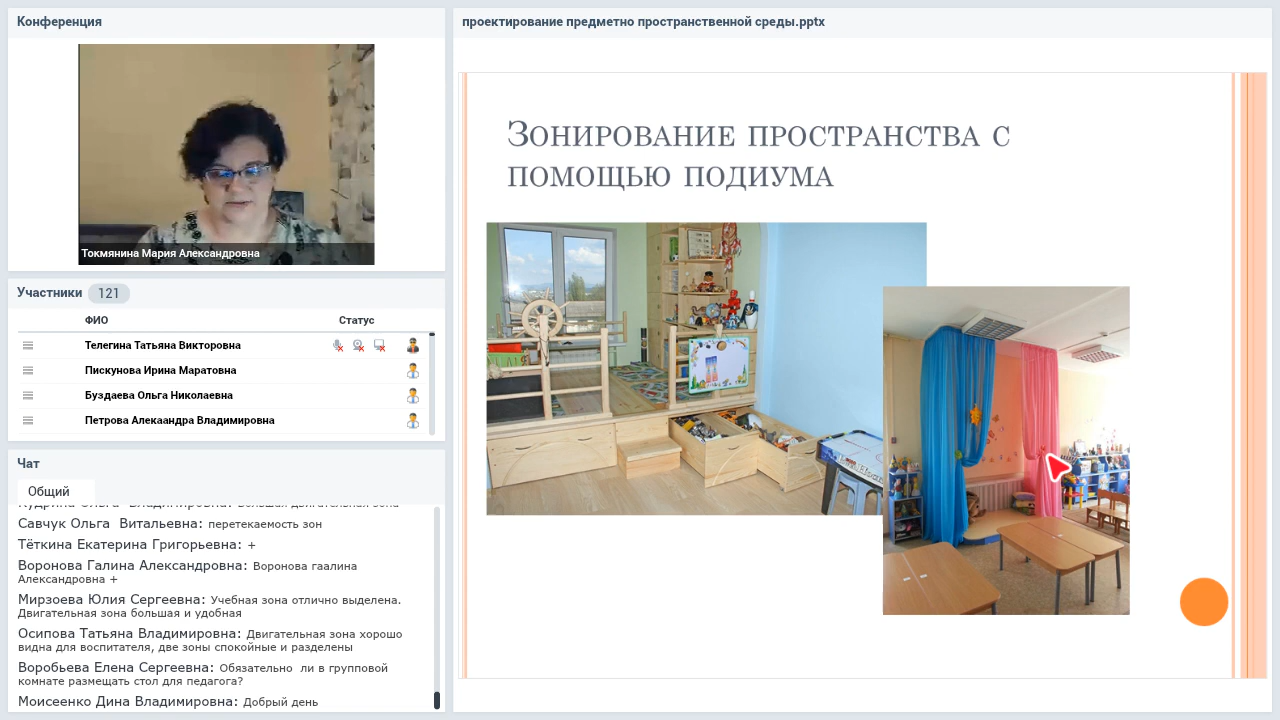 Конференция
Токмянина Мария Александровна
Участники 121
ФИО Статус
Телегина Татьяна Викторовна
Пискунова Ирина Маратовна
Буздаева Ольга Николаевна
Петрова Алекаандра Владимировна
Чат
Общий
Савчук Ольга  Витальевна: перетекаемость зон
Тёткина Екатерина Григорьевна: +
Воронова Галина Александровна: Воронова гаалина
Александровна +
Мирзоева Юлия Сергеевна: Учебная зона отлично выделена.
Двигательная зона большая и удобная
Осипова Татьяна Владимировна: Двигательная зона хорошо
видна для воспитателя, две зоны спокойные и разделены
Воробьева Елена Сергеевна: Обязательно  ли в групповой
комнате размещать стол для педагога?
Моисеенко Дина Владимировна: Добрый день
проектирование предметно пространственной среды.pptx
Зонирование пространства с
помощью подиума